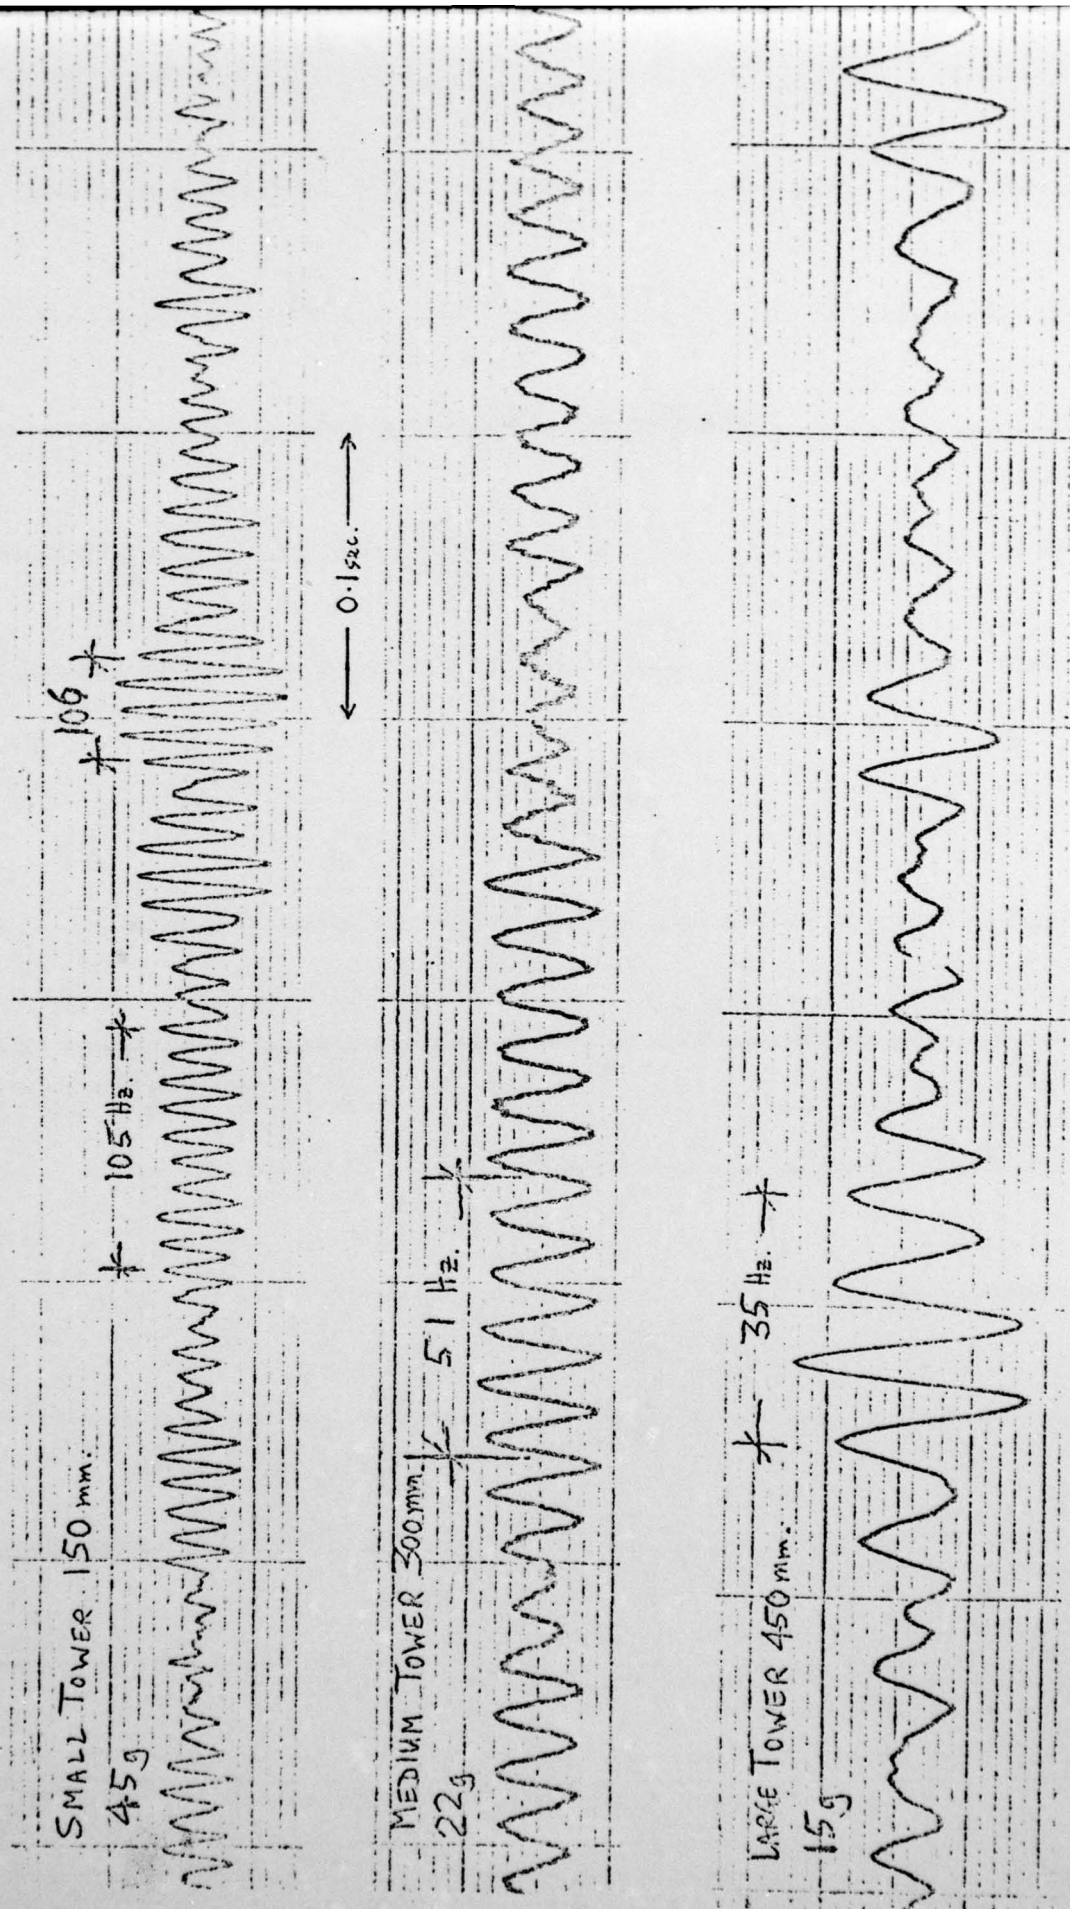 SMALL TOWER 150 mm.
45g
105 Hz.
106
0.1 sec.
MEDIUM TOWER 300 mm
22g
51 Hz.
LARGE TOWER 450 mm.
15g
35 Hz.